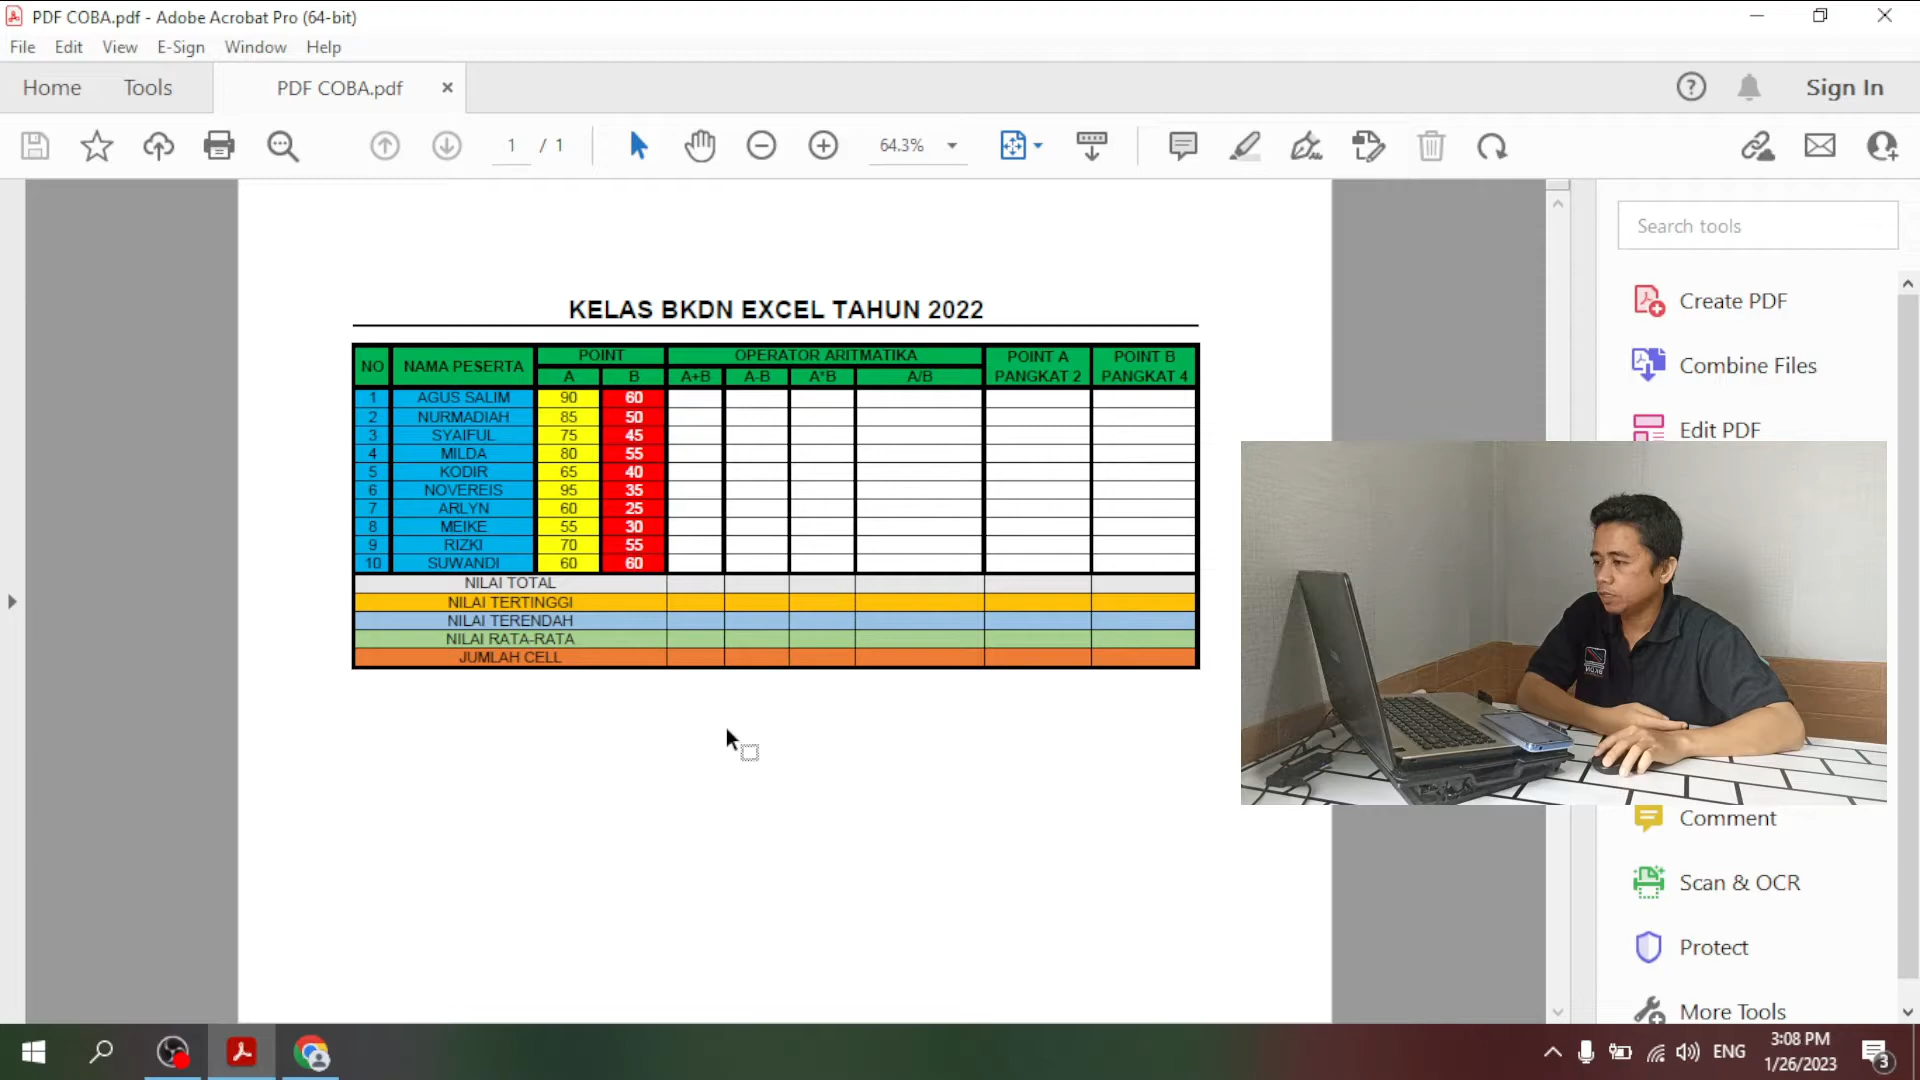 PDF COBA.pdf - Adobe Acrobat Pro (64-bit)
File Edit View E-Sign Window Help
Home Tools PDF COBA.pdf × Sign In
1 / 1 64.3%
Search tools
Create PDF
Combine Files
Edit PDF
Comment
Scan & OCR
Protect
More Tools
KELAS BKDN EXCEL TAHUN 2022
NO NAMA PESERTA POINT OPERATOR ARITMATIKA POINT A PANGKAT 2 POINT B PANGKAT 4
A B A+B A-B A*B A/B
1 AGUS SALIM 90 60
2 NURMADIAH 85 50
3 SYAIFUL 75 45
4 MILDA 80 55
5 KODIR 65 40
6 NOVEREIS 95 35
7 ARLYN 60 25
8 MEIKE 55 30
9 RIZKI 70 55
10 SUWANDI 60 60
NILAI TOTAL
NILAI TERTINGGI
NILAI TERENDAH
NILAI RATA-RATA
JUMLAH CELL
ENG 3:08 PM
1/26/2023 3